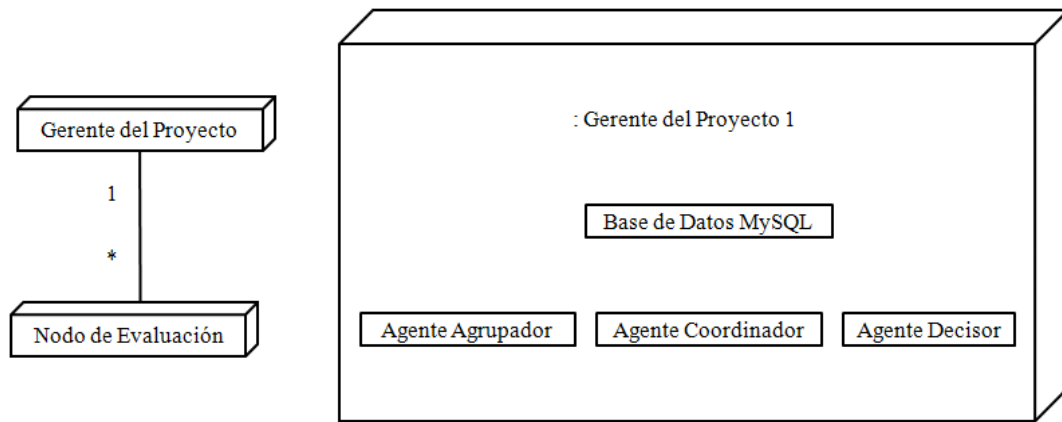 Gerente del Proyecto
1
*
Nodo de Evaluación
: Gerente del Proyecto 1
Base de Datos MySQL
Agente Agrupador
Agente Coordinador
Agente Decisor